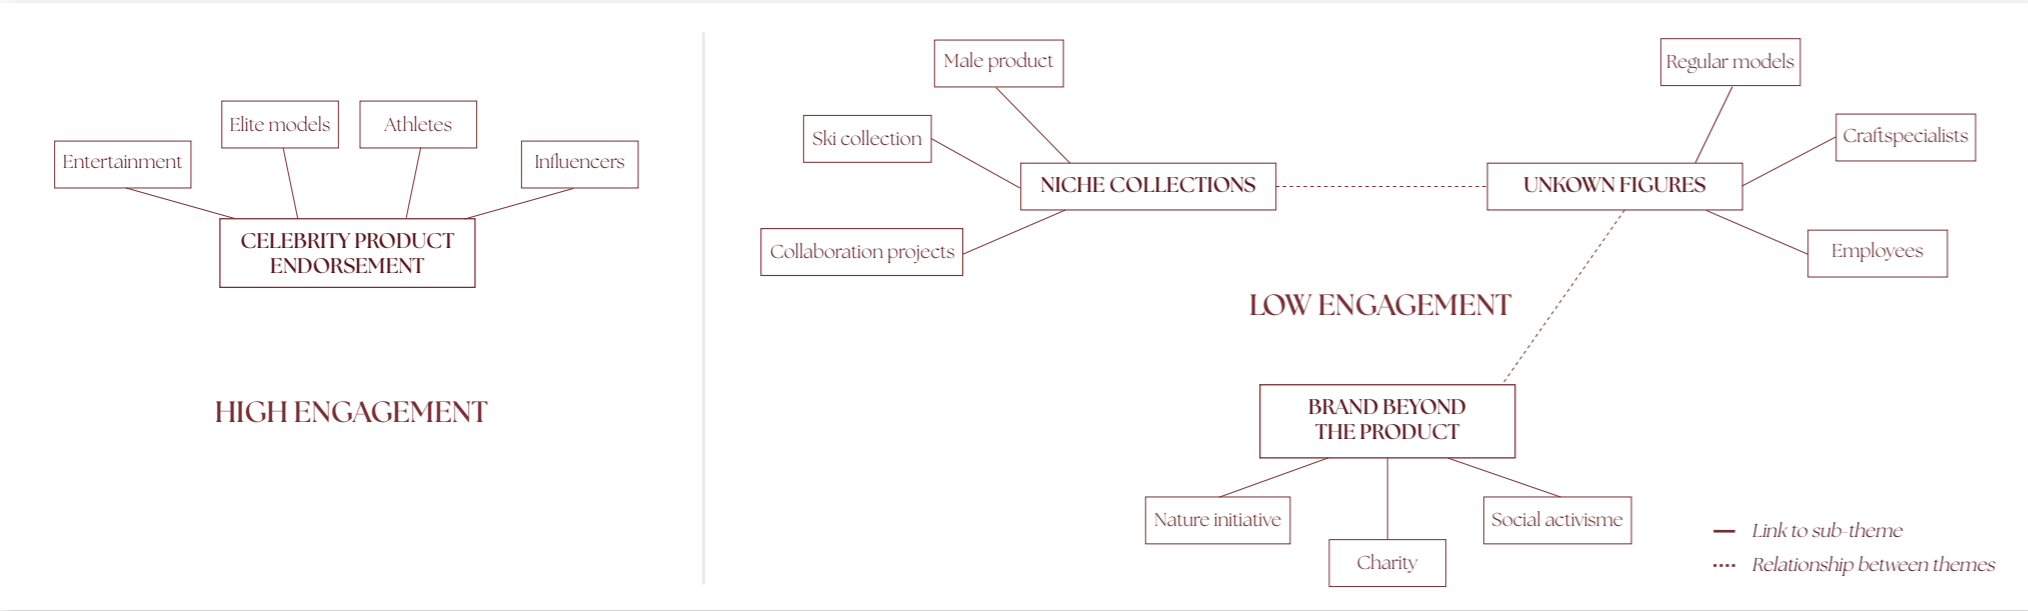 Entertainment
Elite models
Athletes
Influencers
CELEBRITY PRODUCT
ENDORSEMENT
HIGH ENGAGEMENT
Male product
Ski collection
Collaboration projects
NICHE COLLECTIONS
Regular models
Craftspecialists
Employees
UNKOWN FIGURES
LOW ENGAGEMENT
BRAND BEYOND
THE PRODUCT
Nature initiative
Charity
Social activisme
Link to sub-theme
Relationship between themes